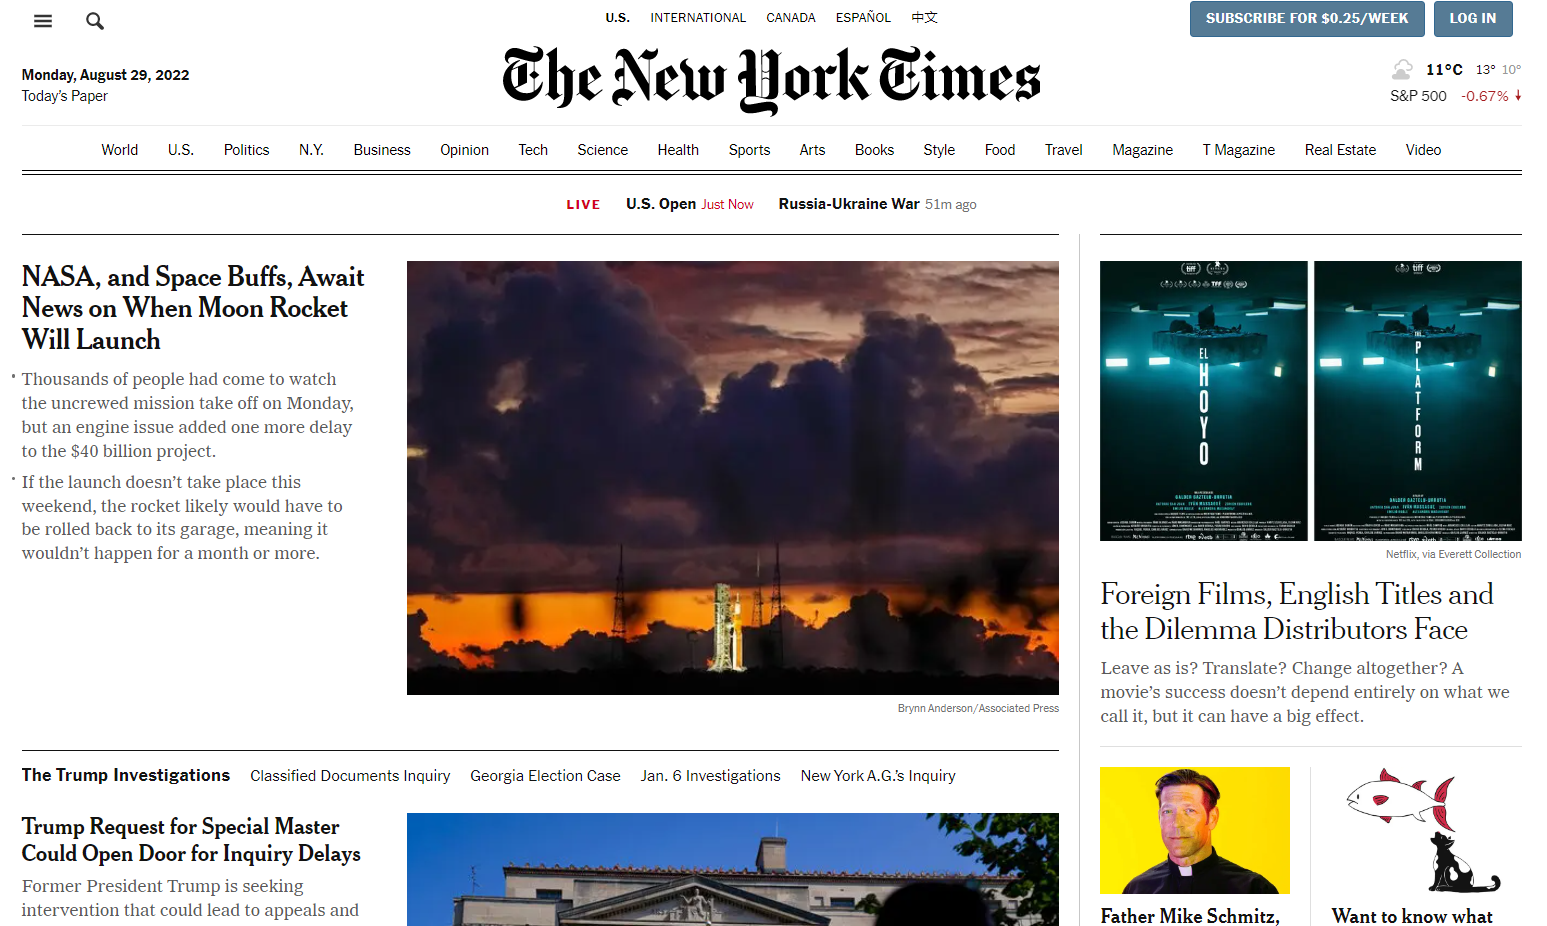 U.S. INTERNATIONAL CANADA ESPAÑOL 中文
SUBSCRIBE FOR $0.25/WEEK LOG IN
Monday, August 29, 2022
Today's Paper
The New York Times
11°C 13° 10°
S&P 500 -0.67%
World U.S. Politics N.Y. Business Opinion Tech Science Health Sports Arts Books Style Food Travel Magazine T Magazine Real Estate Video
LIVE U.S. Open Just Now Russia-Ukraine War 51m ago
NASA, and Space Buffs, Await
News on When Moon Rocket
Will Launch
Thousands of people had come to watch
the uncrewed mission take off on Monday,
but an engine issue added one more delay
to the $40 billion project.
If the launch doesn't take place this
weekend, the rocket likely would have to
be rolled back to its garage, meaning it
wouldn't happen for a month or more.
Brynn Anderson/Associated Press
tiff
EL HOYO
GALDER GAZTELU-URRUTIA
tiff
THE PLATFORM
GALDER GAZTELU-URRUTIA
Netflix, via Everett Collection
Foreign Films, English Titles and
the Dilemma Distributors Face
Leave as is? Translate? Change altogether? A
movie's success doesn't depend entirely on what we
call it, but it can have a big effect.
The Trump Investigations Classified Documents Inquiry Georgia Election Case Jan. 6 Investigations New York A.G.'s Inquiry
Trump Request for Special Master
Could Open Door for Inquiry Delays
Former President Trump is seeking
intervention that could lead to appeals and
Father Mike Schmitz,
Want to know what